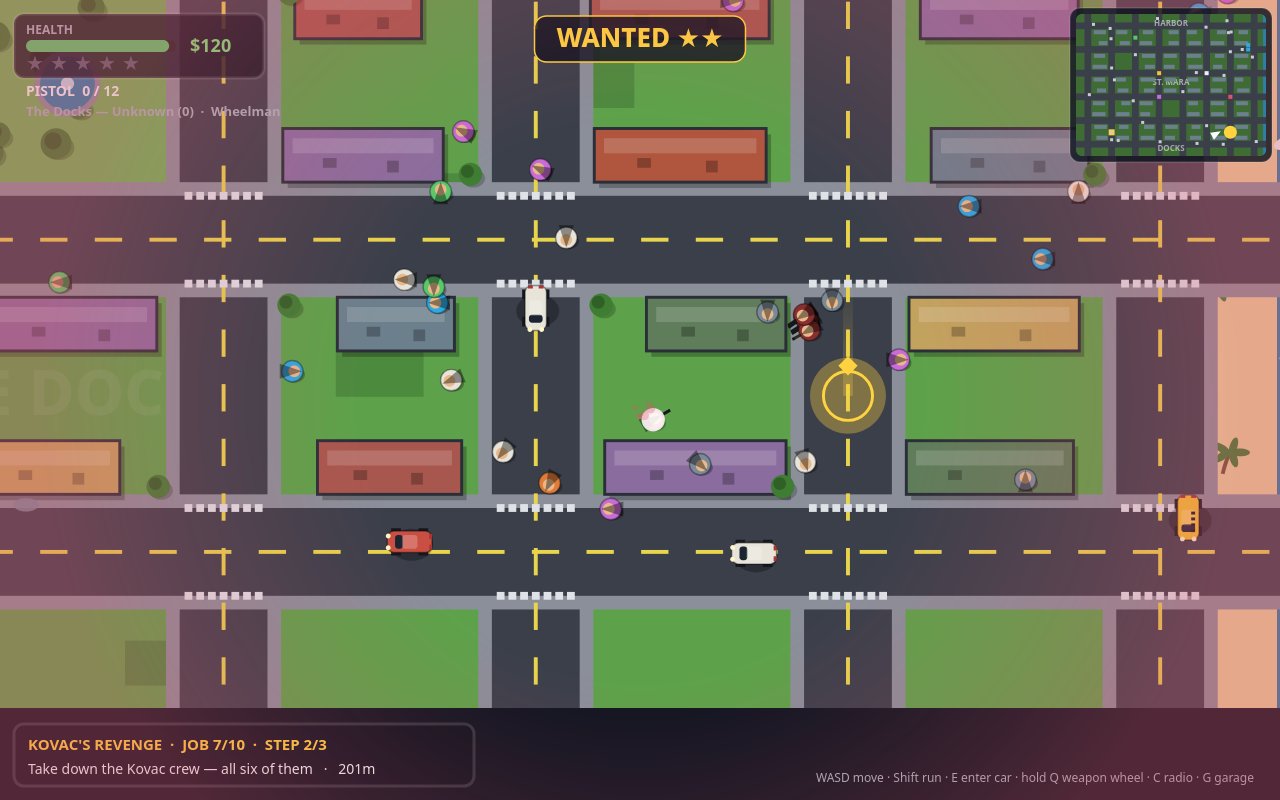 HEALTH
$120
★★★★★
PISTOL 0 / 12
The Docks — Unknown (0) · Wheelman
WANTED ★★
HARBOR
ST. MARA
DOCKS
E DOC
KOVAC'S REVENGE · JOB 7/10 · STEP 2/3
Take down the Kovac crew — all six of them · 201m
WASD move · Shift run · E enter car · hold Q weapon wheel · C radio · G garage